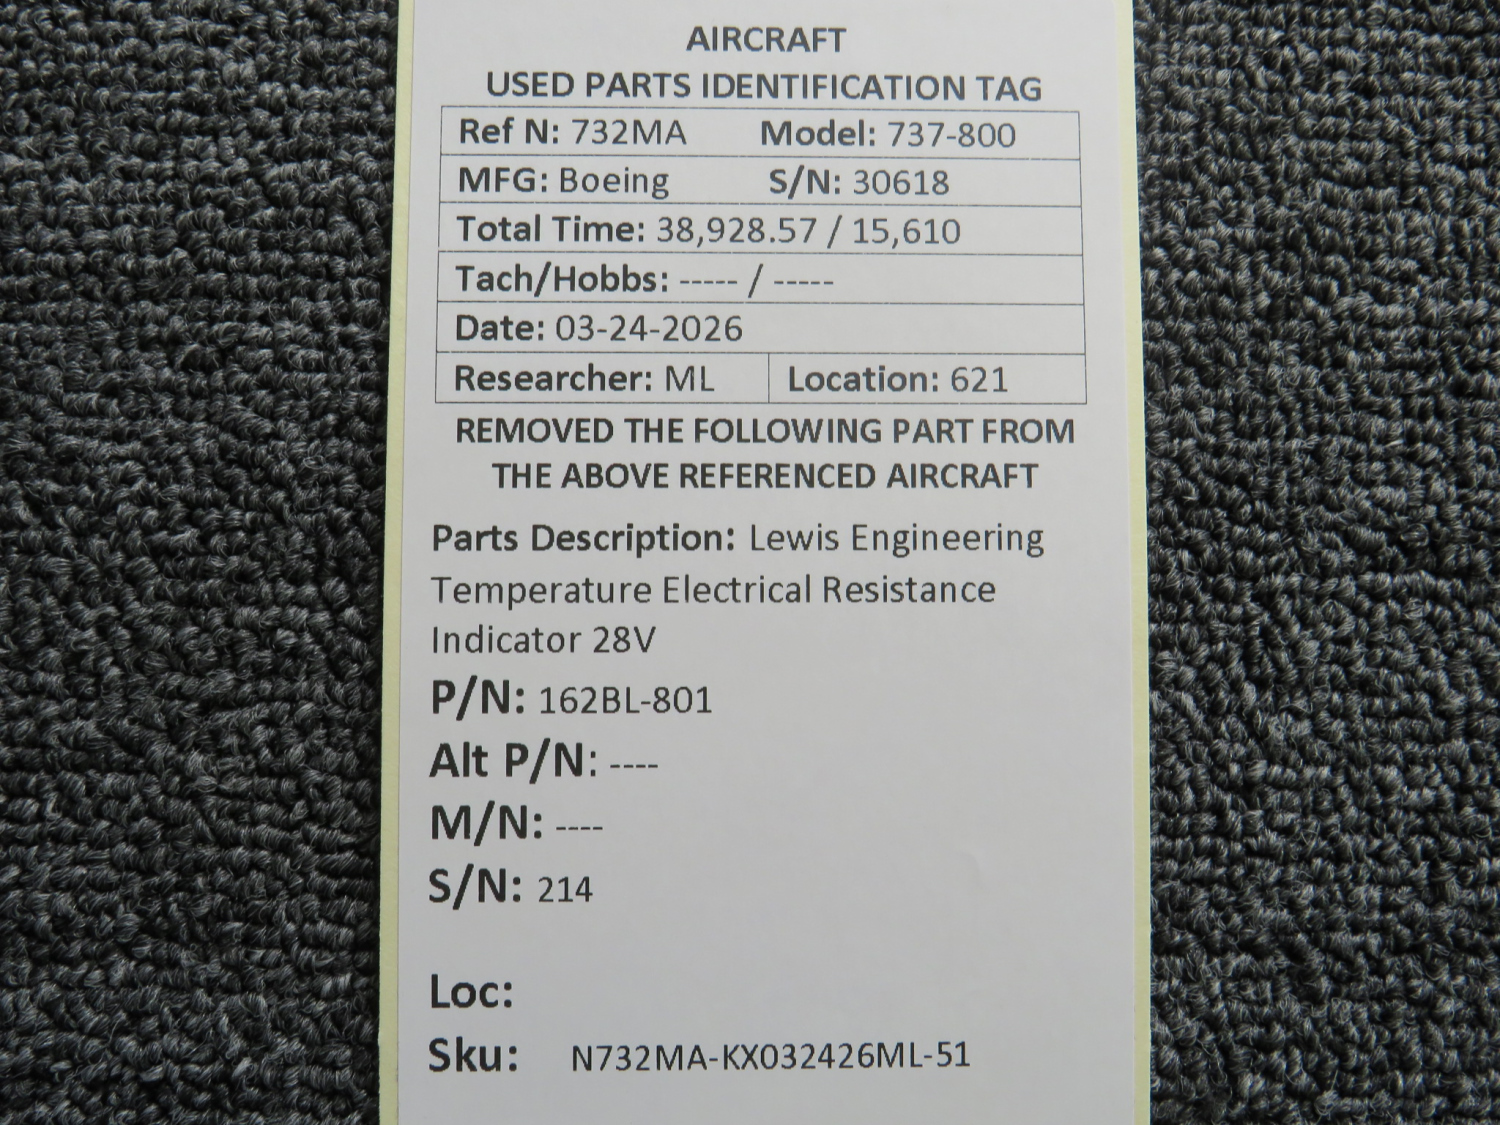 AIRCRAFT
USED PARTS IDENTIFICATION TAG
Ref N: 732MA Model: 737-800
MFG: Boeing S/N: 30618
Total Time: 38,928.57 / 15,610
Tach/Hobbs: ----- / -----
Date: 03-24-2026
Researcher: ML Location: 621
REMOVED THE FOLLOWING PART FROM
THE ABOVE REFERENCED AIRCRAFT
Parts Description: Lewis Engineering
Temperature Electrical Resistance
Indicator 28V
P/N: 162BL-801
Alt P/N: ----
M/N: ----
S/N: 214
Loc:
Sku: N732MA-KX032426ML-51